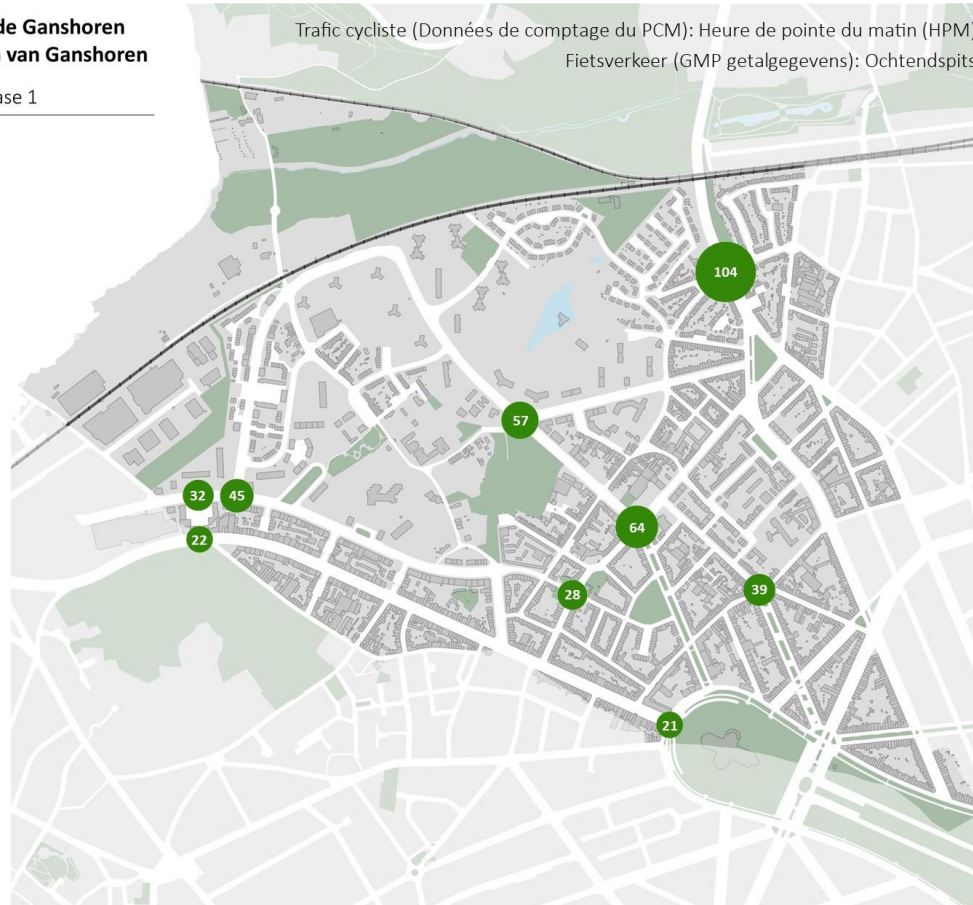 de Ganshoren
van Ganshoren
ase 1
Trafic cycliste (Données de comptage du PCM): Heure de pointe du matin (HPM)
Fietsverkeer (GMP getalgegevens): Ochtendspits
104
57
32
45
22
64
28
39
21